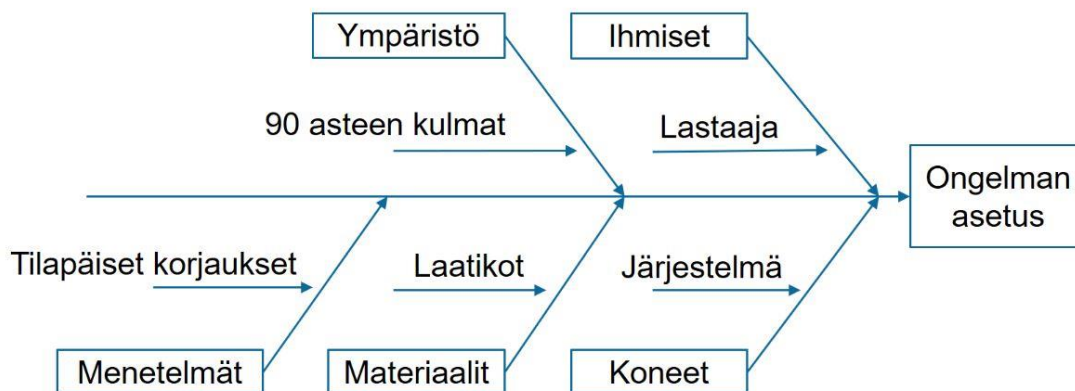 Ympäristö
Ihmiset
90 asteen kulmat
Lastaaja
Ongelman
asetus
Tilapäiset korjaukset
Laatikot
Järjestelmä
Menetelmät
Materiaalit
Koneet